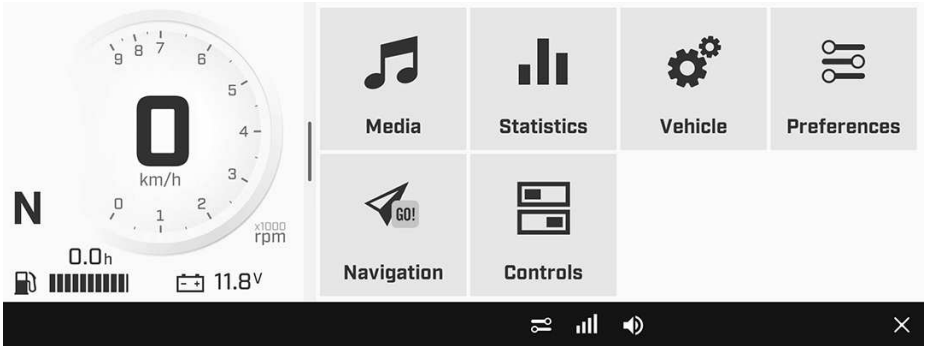 9 8 7 6
5
4
3
2
1
0
0
km/h
N
x1000
rpm
0.0h
11.8V
Media
Statistics
Vehicle
Preferences
GO!
Navigation
Controls